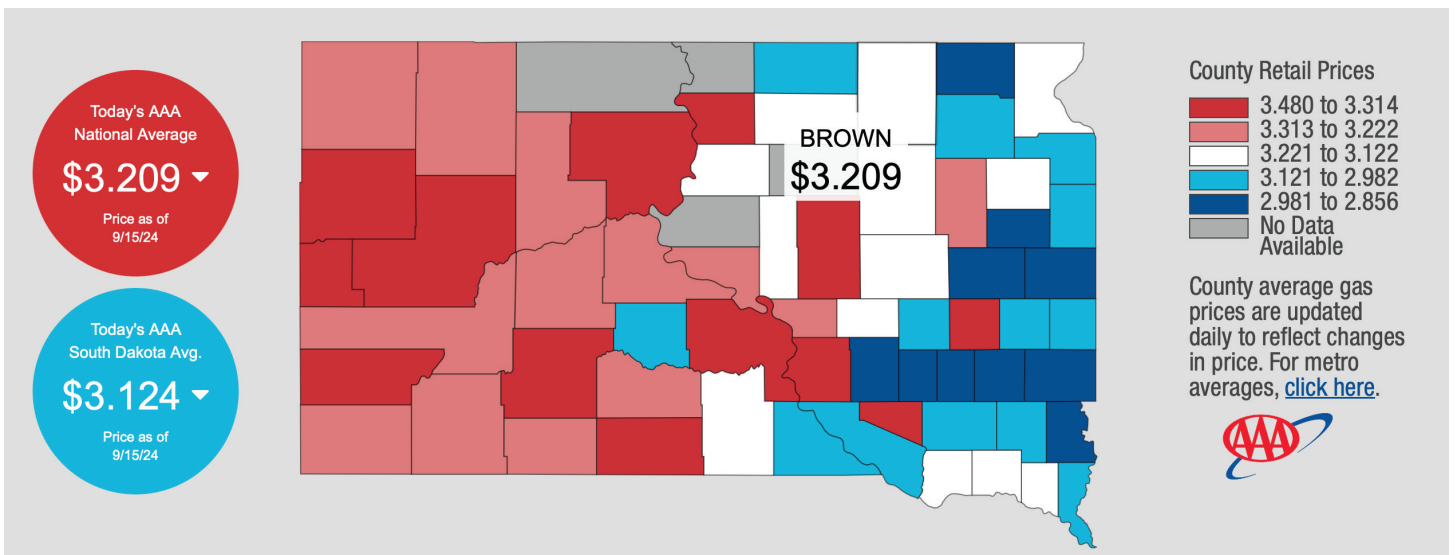 Today's AAA
National Average
$3.209
Price as of
9/15/24
Today's AAA
South Dakota Avg.
$3.124
Price as of
9/15/24
BROWN
$3.209
County Retail Prices
3.480 to 3.314
3.313 to 3.222
3.221 to 3.122
3.121 to 2.982
2.981 to 2.856
No Data
Available
County average gas
prices are updated
daily to reflect changes
in price. For metro
averages, click here.
AAA